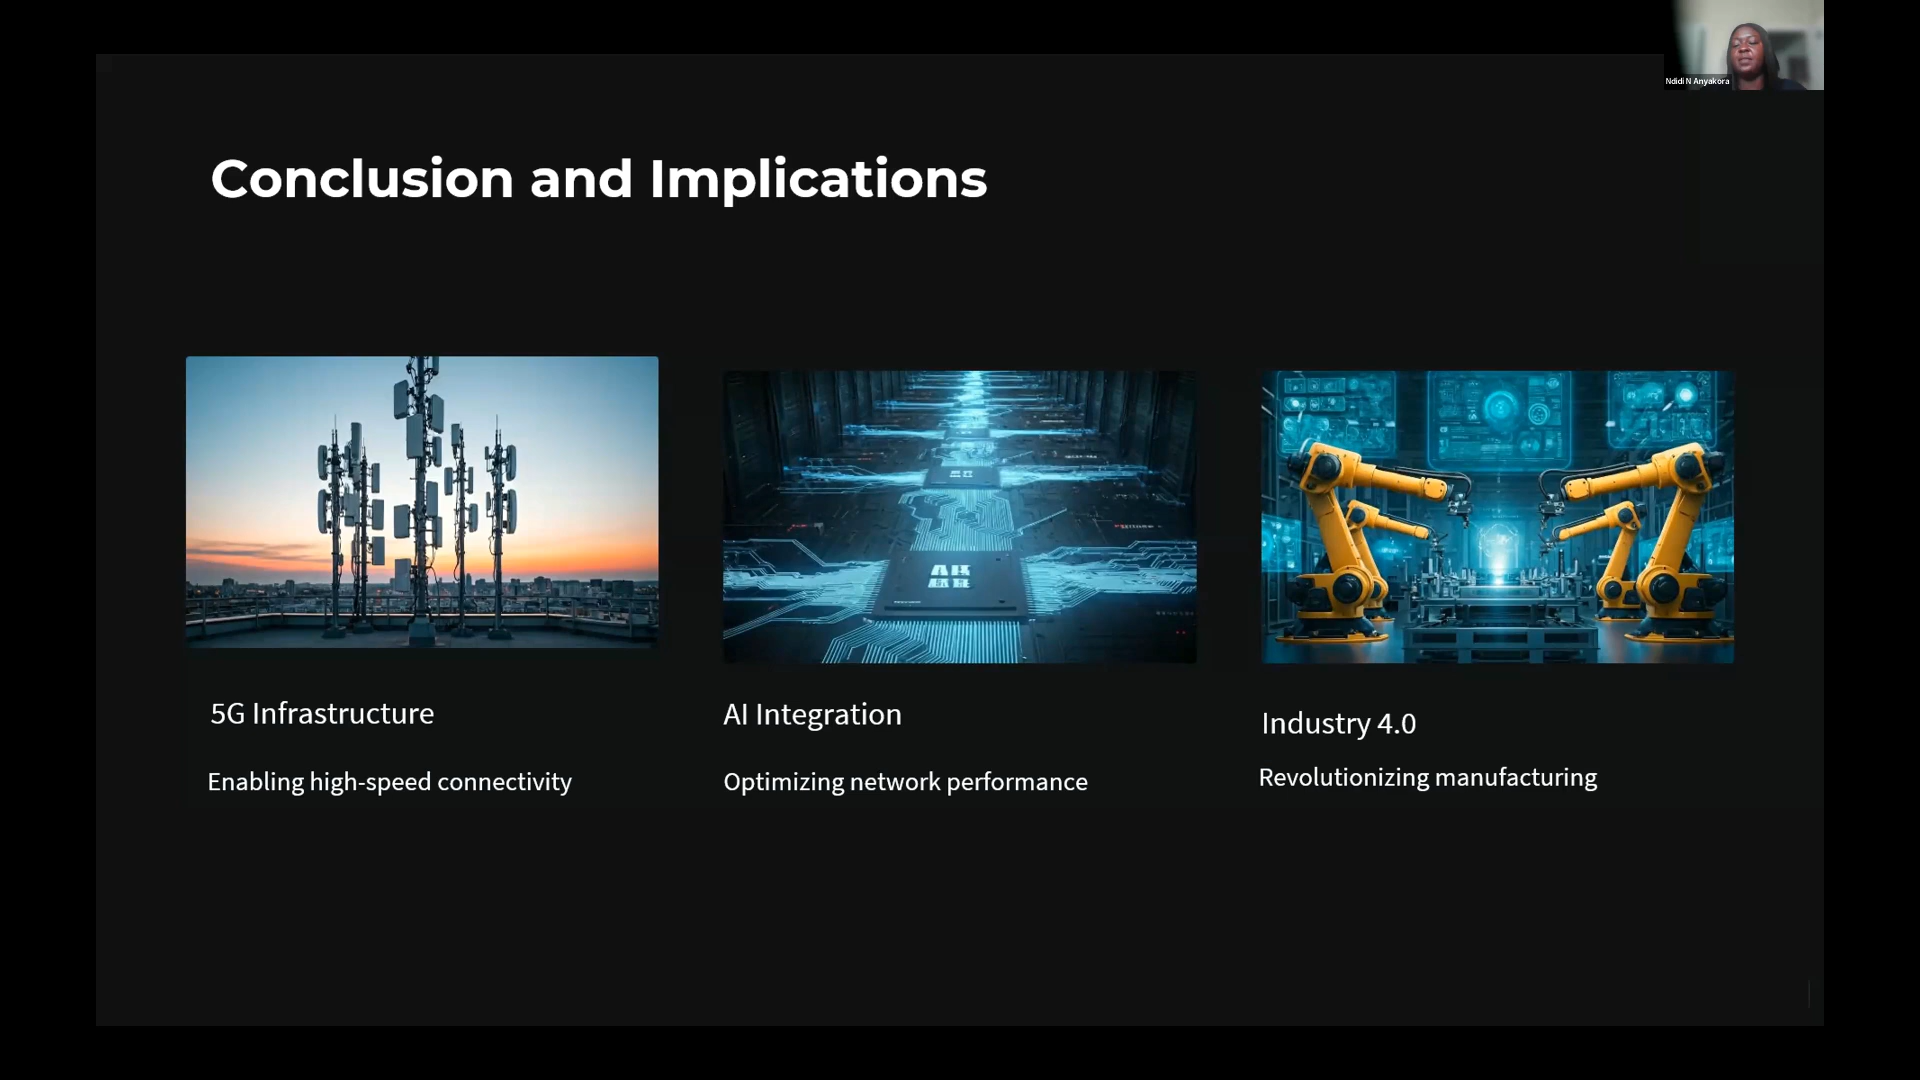 Ndidi N Anyakora
Conclusion and Implications
5G Infrastructure
Enabling high-speed connectivity
AI Integration
Optimizing network performance
Industry 4.0
Revolutionizing manufacturing